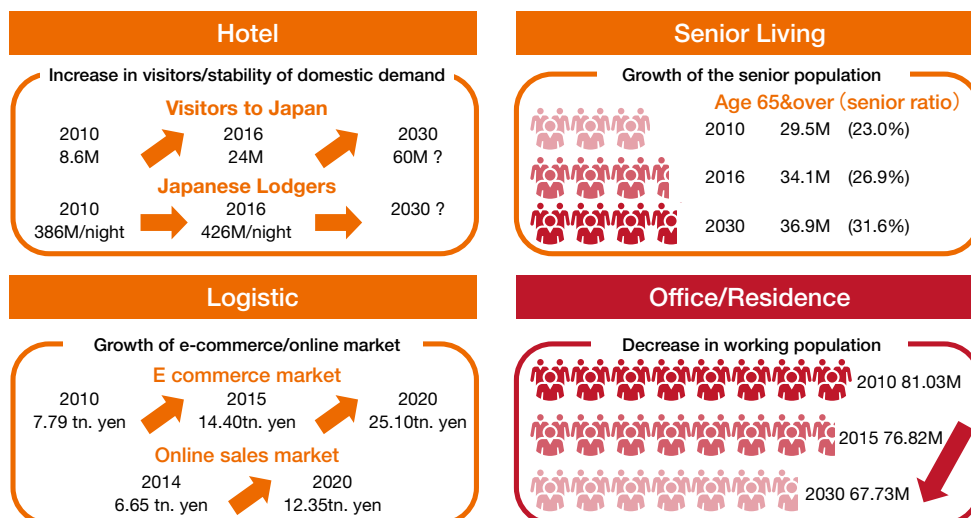 Hotel
Increase in visitors/stability of domestic demand
Visitors to Japan
2010 2016 2030
8.6M 24M 60M ?
Japanese Lodgers
2010 2016 2030 ?
386M/night 426M/night
Senior Living
Growth of the senior population
Age 65&over (senior ratio)
2010 29.5M (23.0%)
2016 34.1M (26.9%)
2030 36.9M (31.6%)
Logistic
Growth of e-commerce/online market
E commerce market
2010 2015 2020
7.79 tn. yen 14.40tn. yen 25.10tn. yen
Online sales market
2014 2020
6.65 tn. yen 12.35tn. yen
Office/Residence
Decrease in working population
2010 81.03M
2015 76.82M
2030 67.73M